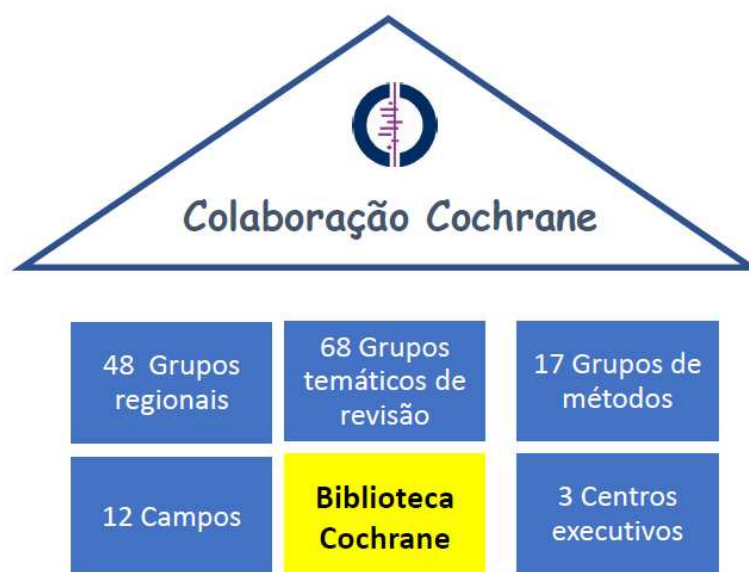 Colaboração Cochrane
48 Grupos
regionais
68 Grupos
temáticos de
revisão
17 Grupos de
métodos
12 Campos
Biblioteca
Cochrane
3 Centros
executivos